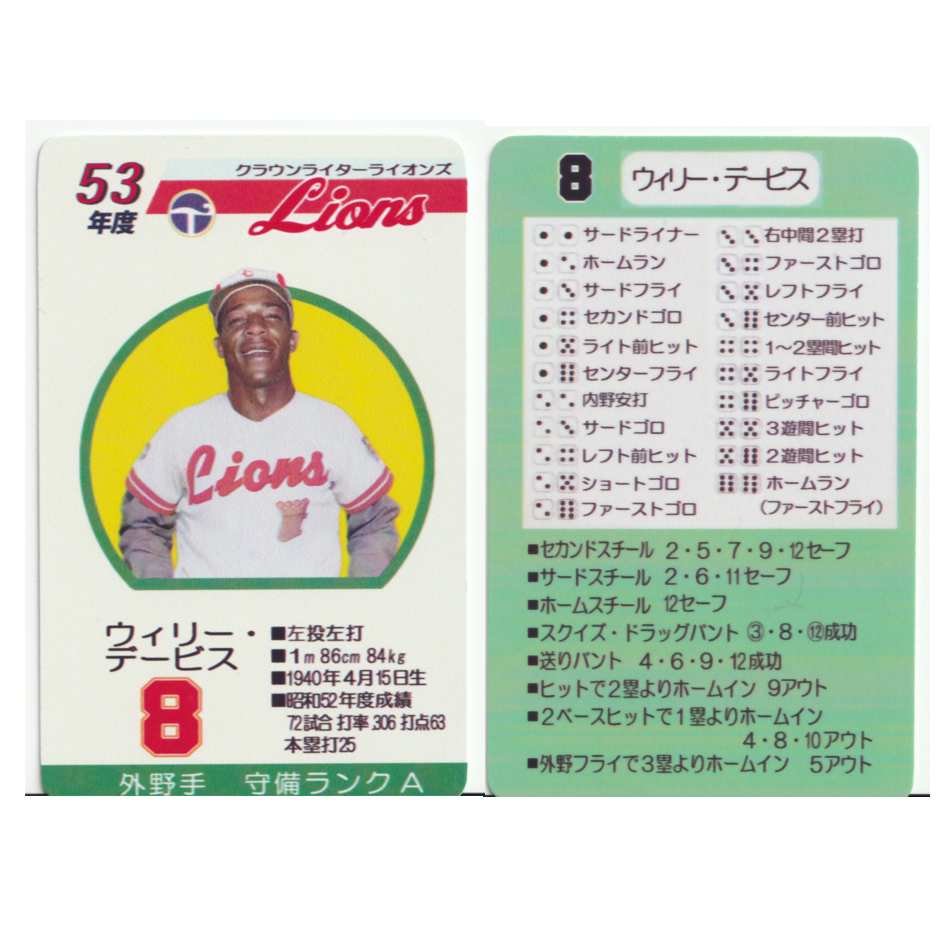 53
年度
クラウンライターライオンズ
Lions
Lions
ウィリー・
デービス
8
■左投左打
■1m 86cm 84kg
■1940年4月15日生
■昭和52年度成績
72試合 打率.306 打点63
本塁打25
外野手 守備ランクA
8 ウィリー・デービス
⚀⚀サードライナー
⚀⚁ホームラン
⚀⚂サードフライ
⚀⚃セカンドゴロ
⚀⚄ライト前ヒット
⚀⚅センターフライ
⚁⚁内野安打
⚁⚂サードゴロ
⚁⚃レフト前ヒット
⚁⚄ショートゴロ
⚁⚅ファーストゴロ
⚂⚂右中間2塁打
⚂⚃ファーストゴロ
⚂⚄レフトフライ
⚂⚅センター前ヒット
⚃⚃1〜2塁間ヒット
⚃⚄ライトフライ
⚃⚅ピッチャーゴロ
⚄⚄3遊間ヒット
⚄⚅2遊間ヒット
⚅⚅ホームラン
(ファーストフライ)
■セカンドスチール 2・5・7・9・12セーフ
■サードスチール 2・6・11セーフ
■ホームスチール 12セーフ
■スクイズ・ドラッグバント ③・8・⑫成功
■送りバント 4・6・9・12成功
■ヒットで2塁よりホームイン 9アウト
■2ベースヒットで1塁よりホームイン
4・8・10アウト
■外野フライで3塁よりホームイン 5アウト